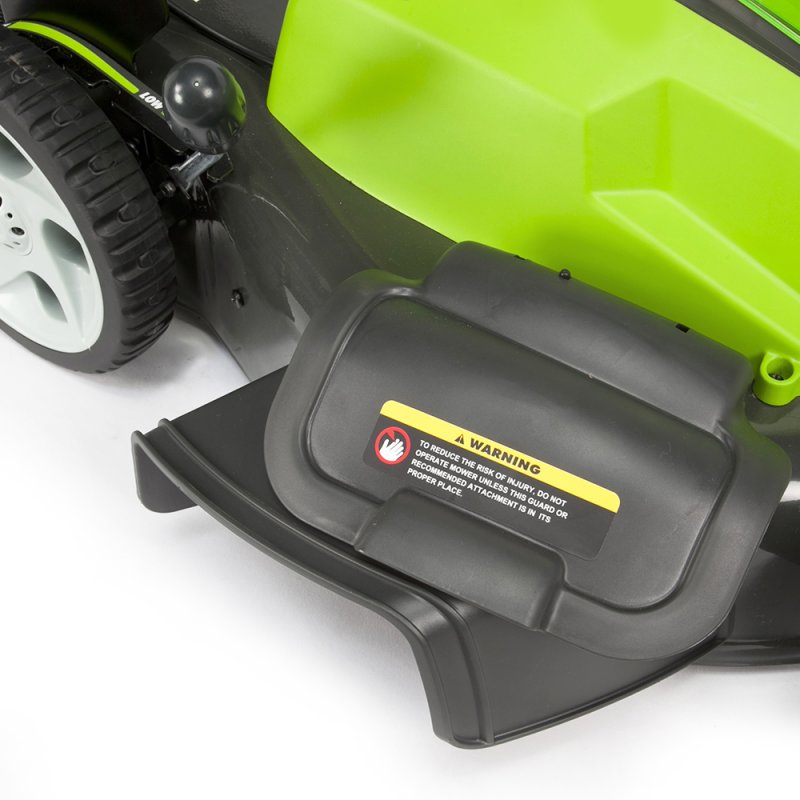 LOW
WARNING
TO REDUCE THE RISK OF INJURY, DO NOT
OPERATE MOWER UNLESS THIS GUARD OR
RECOMMENDED ATTACHMENT IS IN ITS
PROPER PLACE.